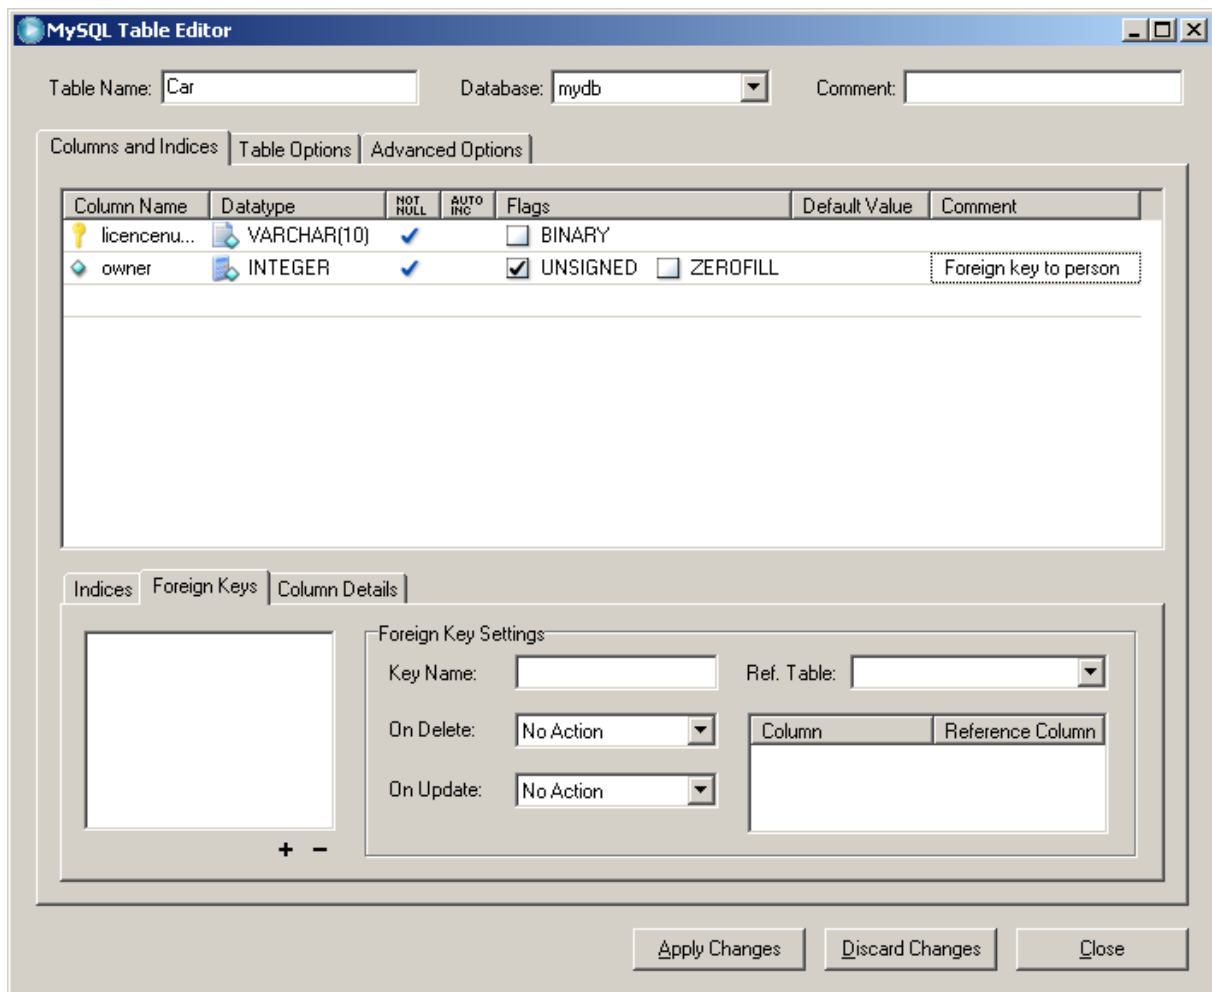 MySQL Table Editor
Table Name: Car Database: mydb Comment:
Columns and Indices Table Options Advanced Options
Column Name Datatype NOT NULL AUTO INC Flags Default Value Comment
licencenu... VARCHAR(10) BINARY
owner INTEGER UNSIGNED ZEROFILL Foreign key to person
Indices Foreign Keys Column Details
Foreign Key Settings
Key Name: Ref. Table:
On Delete: No Action Column Reference Column
On Update: No Action
+ −
Apply Changes Discard Changes Close